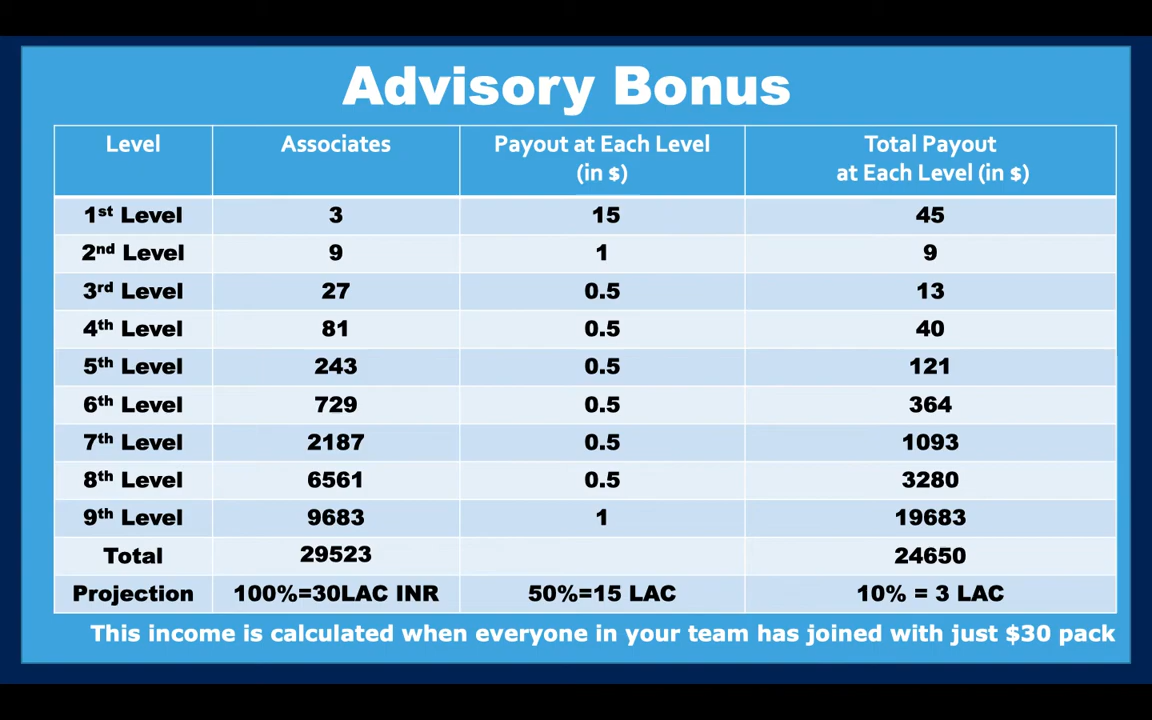 Advisory Bonus
Level Associates Payout at Each Level (in $) Total Payout at Each Level (in $)
1st Level 3 15 45
2nd Level 9 1 9
3rd Level 27 0.5 13
4th Level 81 0.5 40
5th Level 243 0.5 121
6th Level 729 0.5 364
7th Level 2187 0.5 1093
8th Level 6561 0.5 3280
9th Level 9683 1 19683
Total 29523 24650
Projection 100%=30LAC INR 50%=15 LAC 10% = 3 LAC
This income is calculated when everyone in your team has joined with just $30 pack